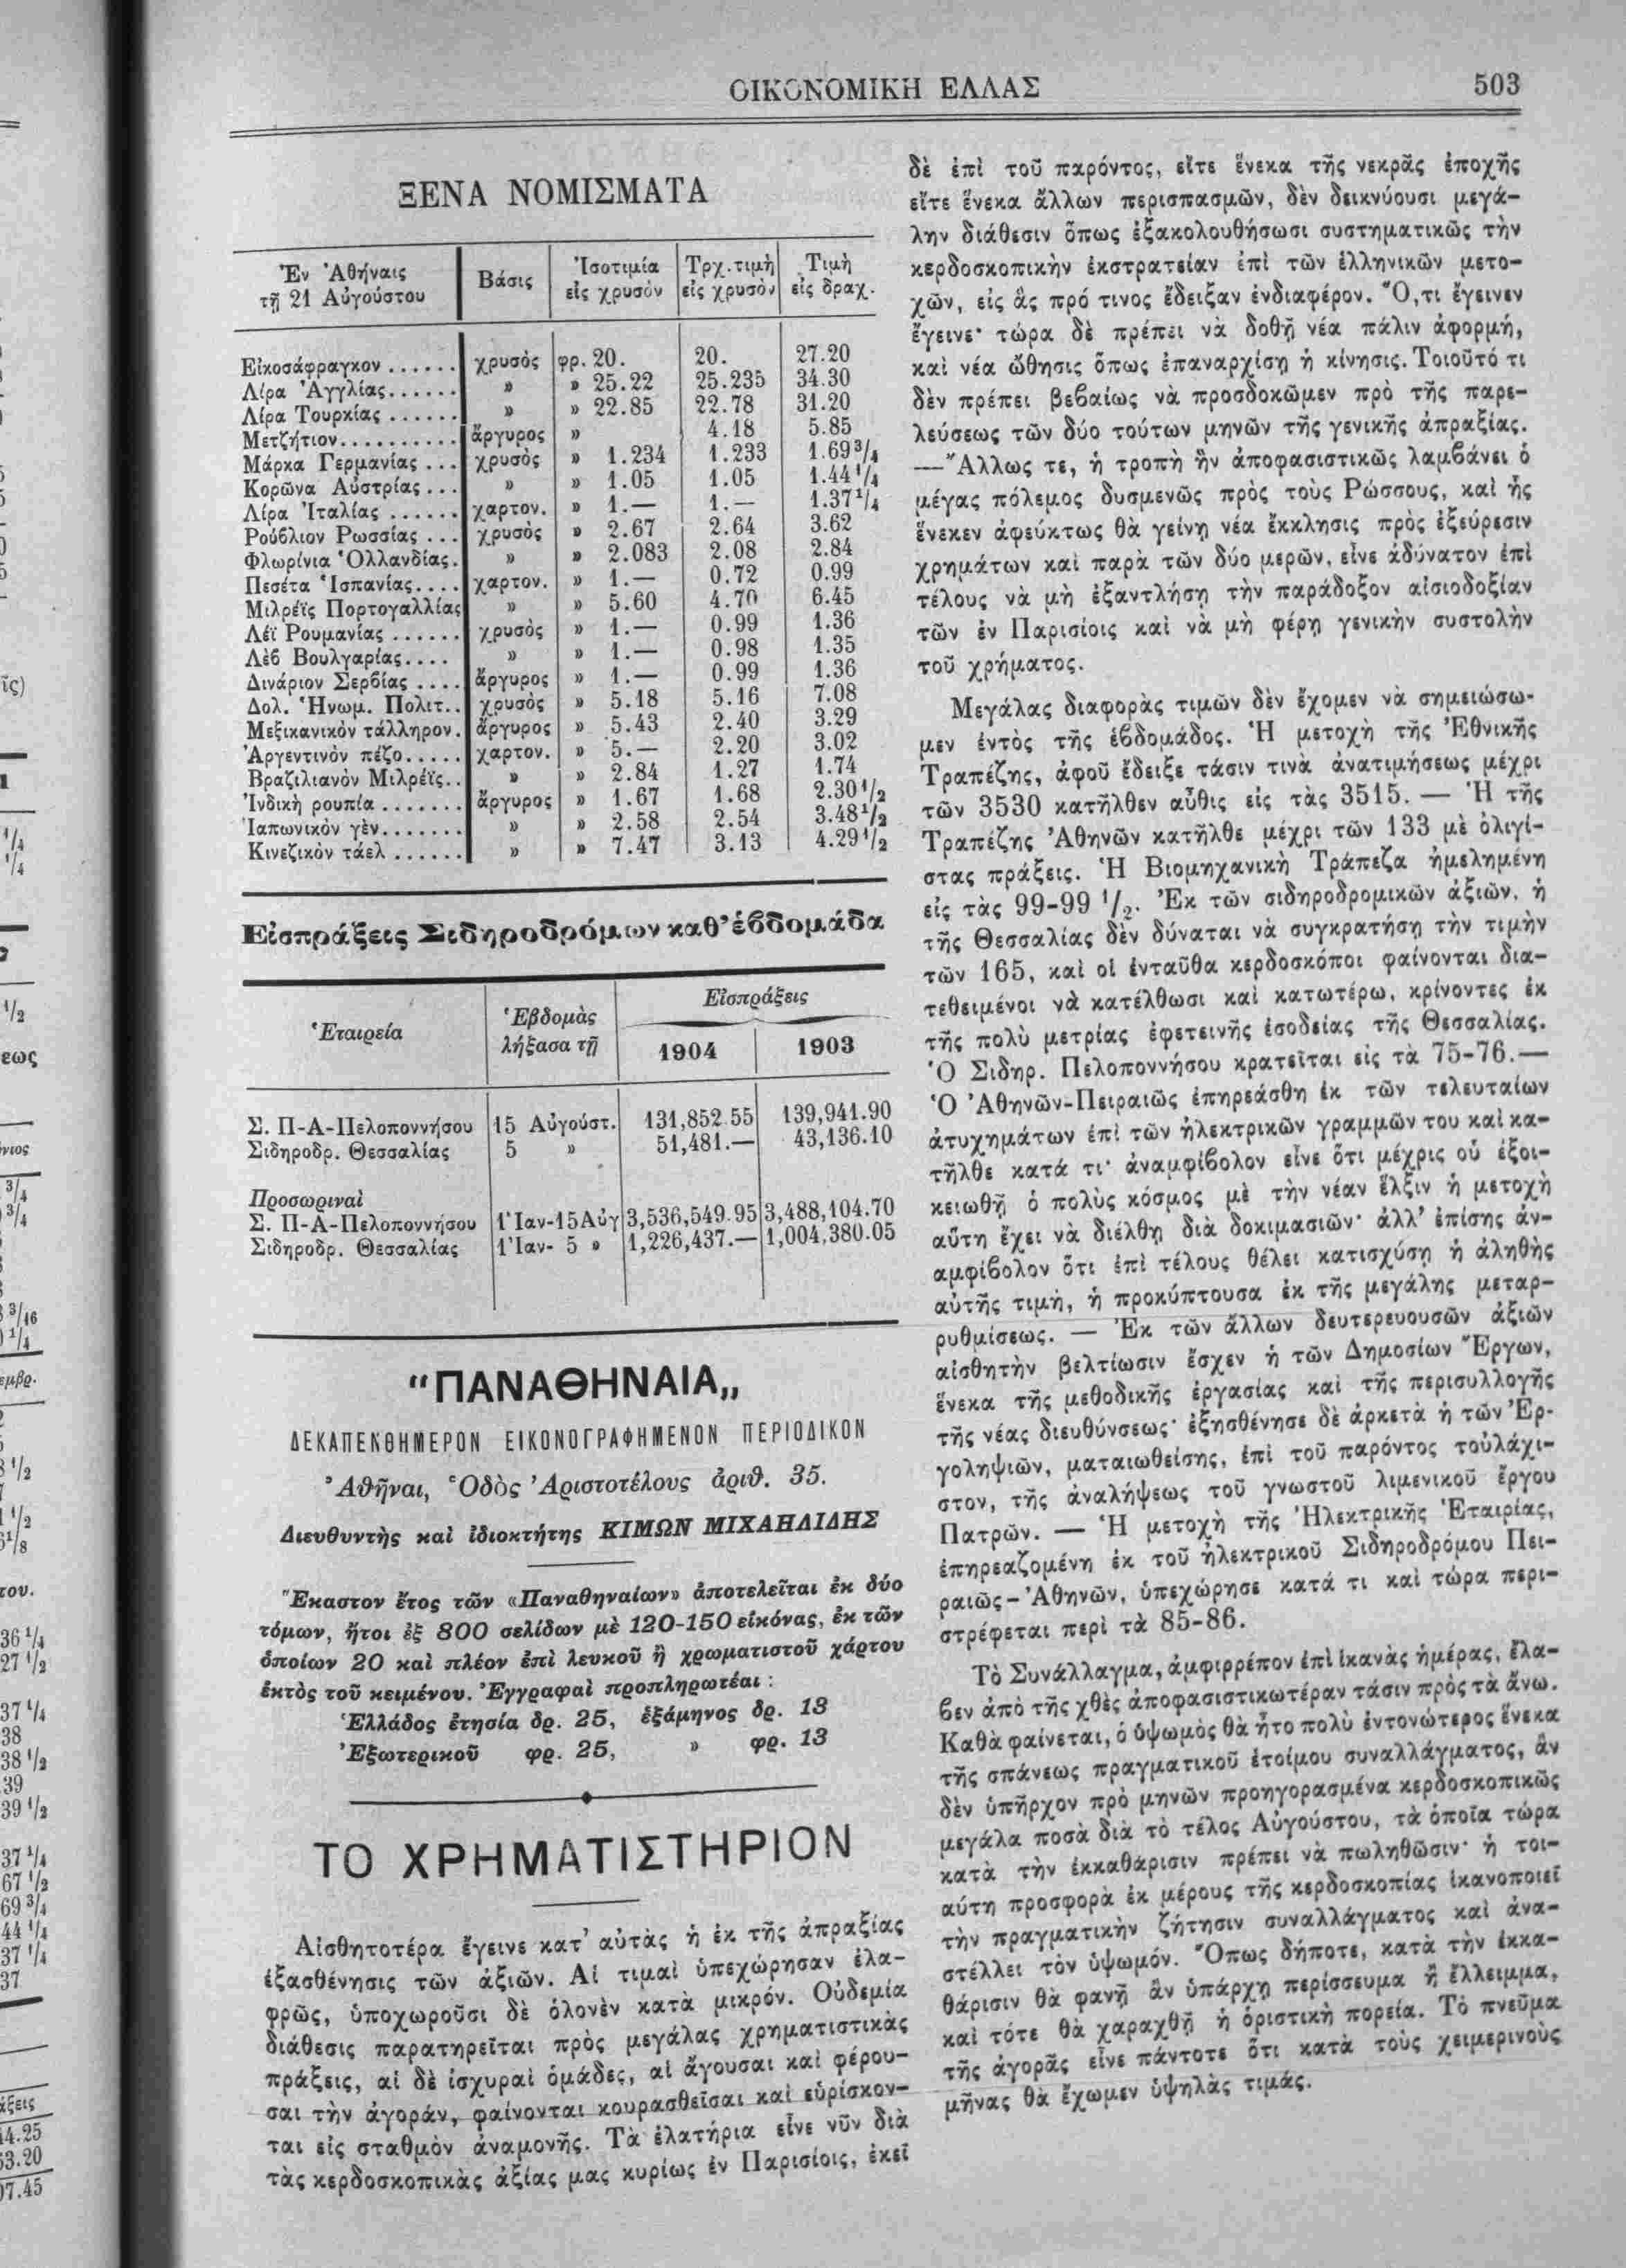 ΟΙΚΟΝΟΜΙΚΗ ΕΛΛΑΣ 503
ΞΕΝΑ ΝΟΜΙΣΜΑΤΑ
Ἐν Ἀθήναις τῇ 21 Αὐγούστου | Βάσις | Ἰσοτιμία εἰς χρυσόν | Τρχ. τιμὴ εἰς χρυσόν | Τιμὴ εἰς δραχ.
Εἰκοσάφραγκον ...... χρυσὸς φρ. 20. 20. 27.20
Λίρα Ἀγγλίας...... » » 25.22 25.235 34.30
Λίρα Τουρκίας ...... » » 22.85 22.78 31.20
Μετζήτιον.......... ἄργυρος » 4.18 5.85
Μάρκα Γερμανίας ... χρυσὸς » 1.234 1.233 1.69 3/4
Κορῶνα Αὐστρίας... » » 1.05 1.05 1.44 1/4
Λίρα Ἰταλίας ...... χαρτον. » 1.— 1.— 1.37 1/4
Ρούβλιον Ρωσσίας ... χρυσὸς » 2.67 2.64 3.62
Φλωρίνια Ὁλλανδίας. » » 2.083 2.08 2.84
Πεσέτα Ἱσπανίας.... χαρτον. » 1.— 0.72 0.99
Μιλρέϊς Πορτογαλλίας » » 5.60 4.70 6.45
Λέϊ Ρουμανίας ...... χρυσὸς » 1.— 0.99 1.36
Λὲβ Βουλγαρίας.... » » 1.— 0.98 1.35
Δινάριον Σερβίας .... ἄργυρος » 1.— 0.99 1.36
Δολ. Ἡνωμ. Πολιτ.. χρυσὸς » 5.18 5.16 7.08
Μεξικανικὸν τάλληρον. ἄργυρος » 5.43 2.40 3.29
Ἀργεντινὸν πέζο..... χαρτον. » 5.— 2.20 3.02
Βραζιλιανὸν Μιλρέϊς.. » » 2.84 1.27 1.74
Ἰνδικὴ ρουπία ....... ἄργυρος » 1.67 1.68 2.30 1/2
Ἰαπωνικὸν γὲν....... » » 2.58 2.54 3.48 1/2
Κινεζικὸν τάελ ...... » » 7.47 3.13 4.29 1/2
Εἰσπράξεις Σιδηροδρόμων καθ’ ἑβδομάδα
Ἑταιρεία | Ἑβδομὰς λήξασα τῇ | Εἰσπράξεις 1904 | 1903
Σ. Π-Α-Πελοποννήσου 15 Αὐγούστ. 131,852.55 139,941.90
Σιδηροδρ. Θεσσαλίας 5 » 51,481.— 43,136.10
Προσωριναὶ
Σ. Π-Α-Πελοποννήσου 1 Ἰαν-15Αὐγ 3,536,549.95 3,488,104.70
Σιδηροδρ. Θεσσαλίας 1 Ἰαν- 5 » 1,226,437.— 1,004,380.05
“ΠΑΝΑΘΗΝΑΙΑ„
ΔΕΚΑΠΕΝΘΗΜΕΡΟΝ ΕΙΚΟΝΟΓΡΑΦΗΜΕΝΟΝ ΠΕΡΙΟΔΙΚΟΝ
Ἀθῆναι, Ὁδὸς Ἀριστοτέλους ἀριθ. 35.
Διευθυντὴς καὶ ἰδιοκτήτης ΚΙΜΩΝ ΜΙΧΑΗΛΙΔΗΣ
Ἕκαστον ἔτος τῶν «Παναθηναίων» ἀποτελεῖται ἐκ δύο
τόμων, ἤτοι ἐξ 800 σελίδων μὲ 120-150 εἰκόνας, ἐκ τῶν
ὁποίων 20 καὶ πλέον ἐπὶ λευκοῦ ἢ χρωματιστοῦ χάρτου
ἐκτὸς τοῦ κειμένου. Ἐγγραφαὶ προπληρωτέαι :
Ἑλλάδος ἐτησία δρ. 25, ἑξάμηνος δρ. 13
Ἐξωτερικοῦ φρ. 25, » φρ. 13
ΤΟ ΧΡΗΜΑΤΙΣΤΗΡΙΟΝ
Αἰσθητοτέρα ἔγεινε κατ’ αὐτὰς ἡ ἐκ τῆς ἀπραξίας
ἐξασθένησις τῶν ἀξιῶν. Αἱ τιμαὶ ὑπεχώρησαν ἐλα-
φρῶς, ὑποχωροῦσι δὲ ὁλονὲν κατὰ μικρόν. Οὐδεμία
διάθεσις παρατηρεῖται πρὸς μεγάλας χρηματιστικὰς
πράξεις, αἱ δὲ ἰσχυραὶ ὁμάδες, αἱ ἄγουσαι καὶ φέρου-
σαι τὴν ἀγοράν, φαίνονται κουρασθεῖσαι καὶ εὑρίσκον-
ται εἰς σταθμὸν ἀναμονῆς. Τὰ ἐλατήρια εἶνε νῦν διὰ
τὰς κερδοσκοπικὰς ἀξίας μας κυρίως ἐν Παρισίοις, ἐκεῖ
δὲ ἐπὶ τοῦ παρόντος, εἴτε ἕνεκα τῆς νεκρᾶς ἐποχῆς
εἴτε ἕνεκα ἄλλων περισπασμῶν, δὲν δεικνύουσι μεγά-
λην διάθεσιν ὅπως ἐξακολουθήσωσι συστηματικῶς τὴν
κερδοσκοπικὴν ἐκστρατείαν ἐπὶ τῶν ἑλληνικῶν μετο-
χῶν, εἰς ἃς πρό τινος ἔδειξαν ἐνδιαφέρον. Ὅ,τι ἔγεινεν
ἔγεινε· τώρα δὲ πρέπει νὰ δοθῇ νέα πάλιν ἀφορμή,
καὶ νέα ὤθησις ὅπως ἐπαναρχίσῃ ἡ κίνησις. Τοιοῦτό τι
δὲν πρέπει βεβαίως νὰ προσδοκῶμεν πρὸ τῆς παρε-
λεύσεως τῶν δύο τούτων μηνῶν τῆς γενικῆς ἀπραξίας.
—Ἄλλως τε, ἡ τροπὴ ἣν ἀποφασιστικῶς λαμβάνει ὁ
μέγας πόλεμος δυσμενῶς πρὸς τοὺς Ρώσσους, καὶ ἧς
ἕνεκεν ἀφεύκτως θὰ γείνῃ νέα ἔκκλησις πρὸς ἐξεύρεσιν
χρημάτων καὶ παρὰ τῶν δύο μερῶν, εἶνε ἀδύνατον ἐπὶ
τέλους νὰ μὴ ἐξαντλήσῃ τὴν παράδοξον αἰσιοδοξίαν
τῶν ἐν Παρισίοις καὶ νὰ μὴ φέρῃ γενικὴν συστολὴν
τοῦ χρήματος.
Μεγάλας διαφορὰς τιμῶν δὲν ἔχομεν νὰ σημειώσω-
μεν ἐντὸς τῆς ἑβδομάδος. Ἡ μετοχὴ τῆς Ἐθνικῆς
Τραπέζης, ἀφοῦ ἔδειξε τάσιν τινὰ ἀνατιμήσεως μέχρι
τῶν 3530 κατῆλθεν αὖθις εἰς τὰς 3515. — Ἡ τῆς
Τραπέζης Ἀθηνῶν κατῆλθε μέχρι τῶν 133 μὲ ὀλιγί-
στας πράξεις. Ἡ Βιομηχανικὴ Τράπεζα ἠμελημένη
εἰς τὰς 99-99 1/2. Ἐκ τῶν σιδηροδρομικῶν ἀξιῶν, ἡ
τῆς Θεσσαλίας δὲν δύναται νὰ συγκρατήσῃ τὴν τιμὴν
τῶν 165, καὶ οἱ ἐνταῦθα κερδοσκόποι φαίνονται δια-
τεθειμένοι νὰ κατέλθωσι καὶ κατωτέρω, κρίνοντες ἐκ
τῆς πολὺ μετρίας ἐφετεινῆς ἐσοδείας τῆς Θεσσαλίας.
Ὁ Σιδηρ. Πελοποννήσου κρατεῖται εἰς τὰ 75-76.—
Ὁ Ἀθηνῶν-Πειραιῶς ἐπηρεάσθη ἐκ τῶν τελευταίων
ἀτυχημάτων ἐπὶ τῶν ἠλεκτρικῶν γραμμῶν του καὶ κα-
τῆλθε κατά τι· ἀναμφίβολον εἶνε ὅτι μέχρις οὗ ἐξοι-
κειωθῇ ὁ πολὺς κόσμος μὲ τὴν νέαν ἕλξιν ἡ μετοχὴ
αὕτη ἔχει νὰ διέλθῃ διὰ δοκιμασιῶν· ἀλλ’ ἐπίσης ἀν-
αμφίβολον ὅτι ἐπὶ τέλους θέλει κατισχύσῃ ἡ ἀληθὴς
αὐτῆς τιμή, ἡ προκύπτουσα ἐκ τῆς μεγάλης μεταρ-
ρυθμίσεως. — Ἐκ τῶν ἄλλων δευτερευουσῶν ἀξιῶν
αἰσθητὴν βελτίωσιν ἔσχεν ἡ τῶν Δημοσίων Ἔργων,
ἕνεκα τῆς μεθοδικῆς ἐργασίας καὶ τῆς περισυλλογῆς
τῆς νέας διευθύνσεως· ἐξησθένησε δὲ ἀρκετὰ ἡ τῶν Ἐρ-
γοληψιῶν, ματαιωθείσης, ἐπὶ τοῦ παρόντος τοὐλάχι-
στον, τῆς ἀναλήψεως τοῦ γνωστοῦ λιμενικοῦ ἔργου
Πατρῶν. — Ἡ μετοχὴ τῆς Ἠλεκτρικῆς Ἑταιρίας,
ἐπηρεαζομένη ἐκ τοῦ ἠλεκτρικοῦ Σιδηροδρόμου Πει-
ραιῶς-Ἀθηνῶν, ὑπεχώρησε κατά τι καὶ τώρα περι-
στρέφεται περὶ τὰ 85-86.
Τὸ Συνάλλαγμα, ἀμφιρρέπον ἐπὶ ἱκανὰς ἡμέρας, ἔλα-
βεν ἀπὸ τῆς χθὲς ἀποφασιστικωτέραν τάσιν πρὸς τὰ ἄνω.
Καθὰ φαίνεται, ὁ ὑψωμὸς θὰ ἦτο πολὺ ἐντονώτερος ἕνεκα
τῆς σπάνεως πραγματικοῦ ἑτοίμου συναλλάγματος, ἂν
δὲν ὑπῆρχον πρὸ μηνῶν προηγορασμένα κερδοσκοπικῶς
μεγάλα ποσὰ διὰ τὸ τέλος Αὐγούστου, τὰ ὁποῖα τώρα
κατὰ τὴν ἐκκαθάρισιν πρέπει νὰ πωληθῶσιν· ἡ τοι-
αύτη προσφορὰ ἐκ μέρους τῆς κερδοσκοπίας ἱκανοποιεῖ
τὴν πραγματικὴν ζήτησιν συναλλάγματος καὶ ἀνα-
στέλλει τὸν ὑψωμόν. Ὅπως δήποτε, κατὰ τὴν ἐκκα-
θάρισιν θὰ φανῇ ἂν ὑπάρχῃ περίσσευμα ἢ ἔλλειμμα,
καὶ τότε θὰ χαραχθῇ ἡ ὁριστικὴ πορεία. Τὸ πνεῦμα
τῆς ἀγορᾶς εἶνε πάντοτε ὅτι κατὰ τοὺς χειμερινοὺς
μῆνας θὰ ἔχωμεν ὑψηλὰς τιμάς.